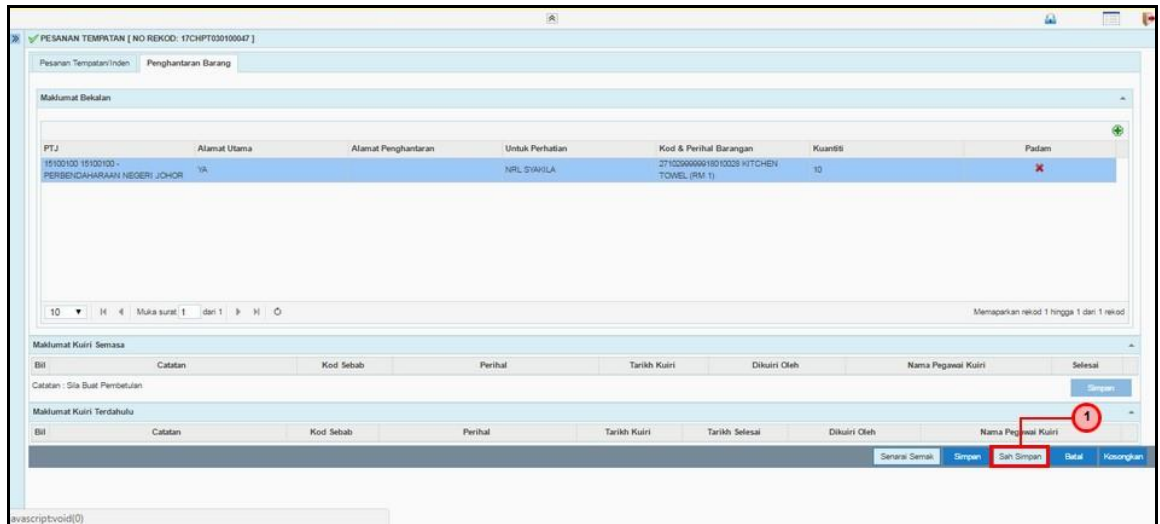 PESANAN TEMPATAN [ NO REKOD: 17CHPT030100047 ]
Pesanan Tempatan/Inden Penghantaran Barang
Maklumat Bekalan
PTJ Alamat Utama Alamat Penghantaran Untuk Perhatian Kod & Perihal Barangan Kuantiti Padam
15100100 15100100 - PERBENDAHARAAN NEGERI JOHOR YA NRL SYAKILA 2710299999918010028 KITCHEN TOWEL (RM 1) 10
10 Muka surat 1 dari 1 Memaparkan rekod 1 hingga 1 dari 1 rekod
Maklumat Kuiri Semasa
Bil Catatan Kod Sebab Perihal Tarikh Kuiri Dikuiri Oleh Nama Pegawai Kuiri Selesai
Catatan : Sila Buat Pembetulan Simpan
Maklumat Kuiri Terdahulu
1
Bil Catatan Kod Sebab Perihal Tarikh Kuiri Tarikh Selesai Dikuiri Oleh Nama Pegawai Kuiri
Senarai Semak Simpan Sah Simpan Batal Kosongkan
avascript:void(0)